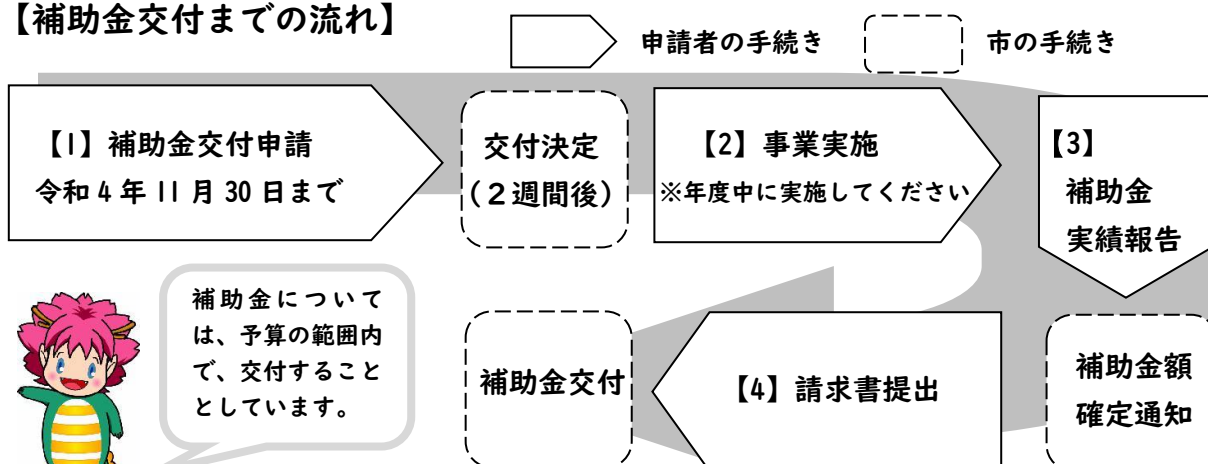 【補助金交付までの流れ】
申請者の手続き
市の手続き
【1】補助金交付申請
令和4年11月30日まで
交付決定
(2週間後)
【2】事業実施
※年度中に実施してください
【3】
補助金
実績報告
補助金額
確定通知
【4】請求書提出
補助金交付
補助金について
は、予算の範囲内
で、交付すること
としています。